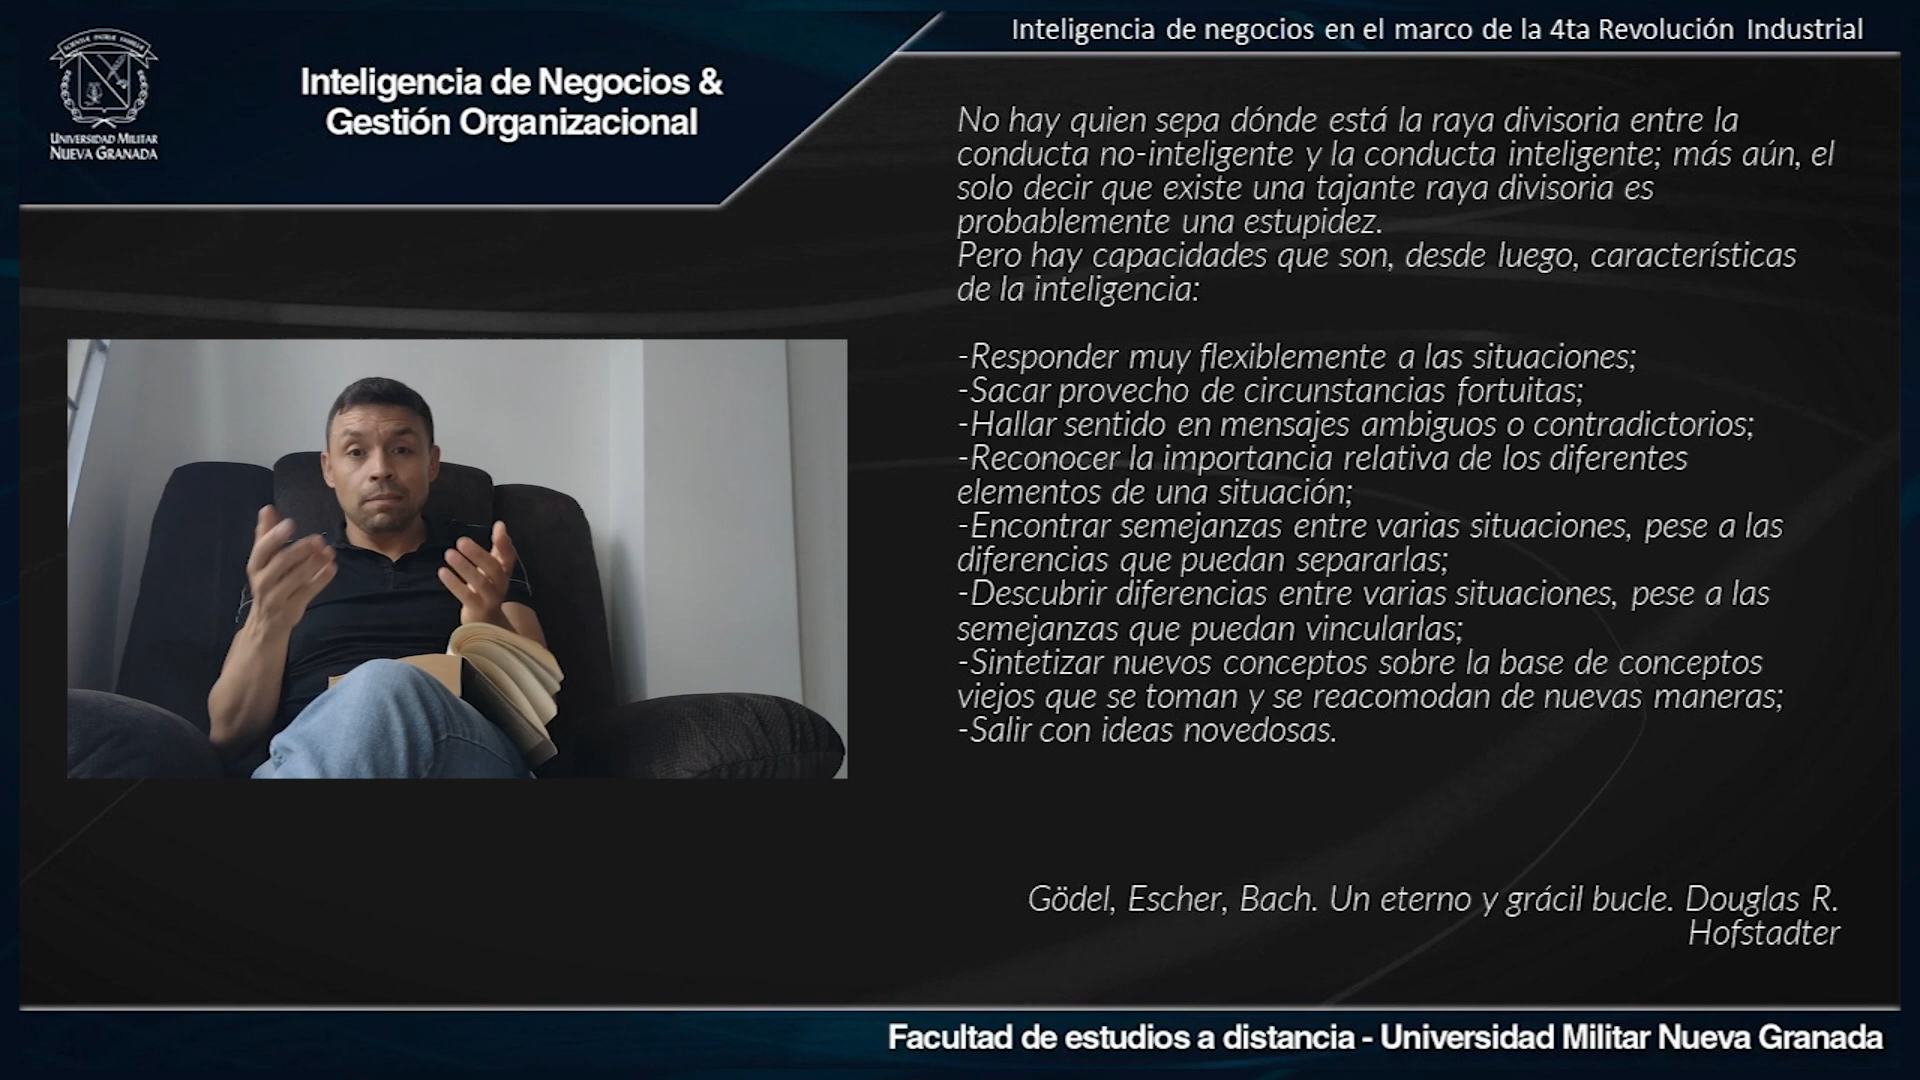 Inteligencia de negocios en el marco de la 4ta Revolución Industrial
UNIVERSIDAD MILITAR
NUEVA GRANADA
Inteligencia de Negocios &
Gestión Organizacional
No hay quien sepa dónde está la raya divisoria entre la
conducta no-inteligente y la conducta inteligente; más aún, el
solo decir que existe una tajante raya divisoria es
probablemente una estupidez.
Pero hay capacidades que son, desde luego, características
de la inteligencia:
-Responder muy flexiblemente a las situaciones;
-Sacar provecho de circunstancias fortuitas;
-Hallar sentido en mensajes ambiguos o contradictorios;
-Reconocer la importancia relativa de los diferentes
elementos de una situación;
-Encontrar semejanzas entre varias situaciones, pese a las
diferencias que puedan separarlas;
-Descubrir diferencias entre varias situaciones, pese a las
semejanzas que puedan vincularlas;
-Sintetizar nuevos conceptos sobre la base de conceptos
viejos que se toman y se reacomodan de nuevas maneras;
-Salir con ideas novedosas.
Gödel, Escher, Bach. Un eterno y grácil bucle. Douglas R.
Hofstadter
Facultad de estudios a distancia - Universidad Militar Nueva Granada